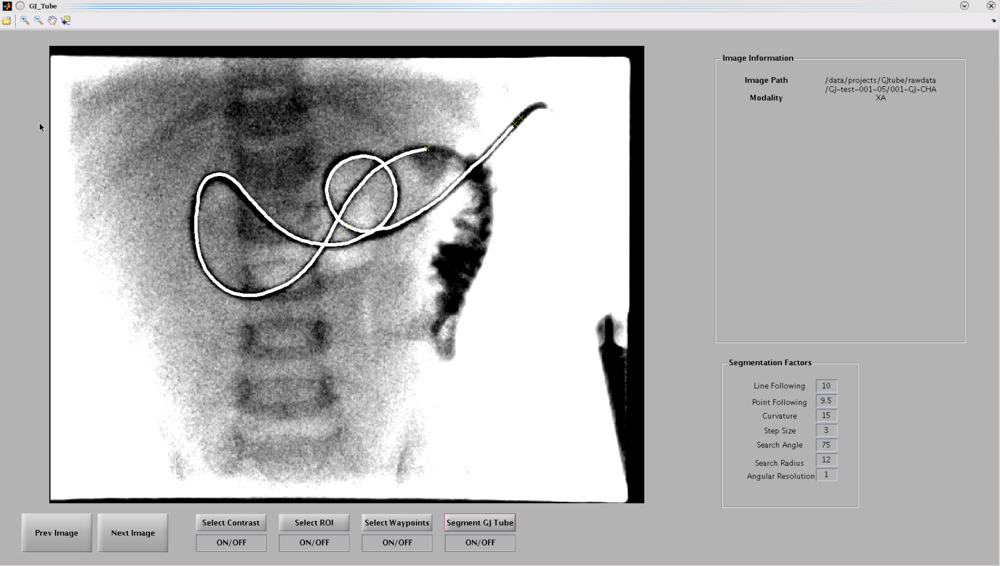 GJ_Tube
Image Information
Image Path /data/projects/GJtube/rawdata
/GJ-test-001-05/001-GJ-CHA
Modality XA
Segmentation Factors
Line Following 10
Point Following 9.5
Curvature 15
Step Size 3
Search Angle 75
Search Radius 12
Angular Resolution 1
Prev Image
Next Image
Select Contrast
Select ROI
Select Waypoints
Segment GJ Tube
ON/OFF
ON/OFF
ON/OFF
ON/OFF